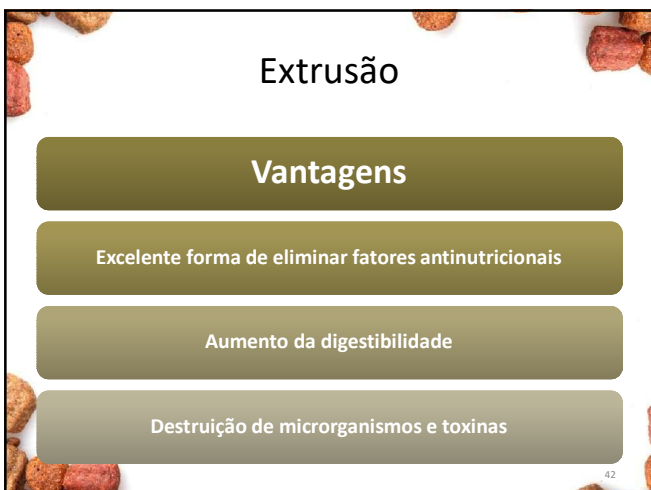 Extrusão
Vantagens
Excelente forma de eliminar fatores antinutricionais
Aumento da digestibilidade
Destruição de microrganismos e toxinas
42